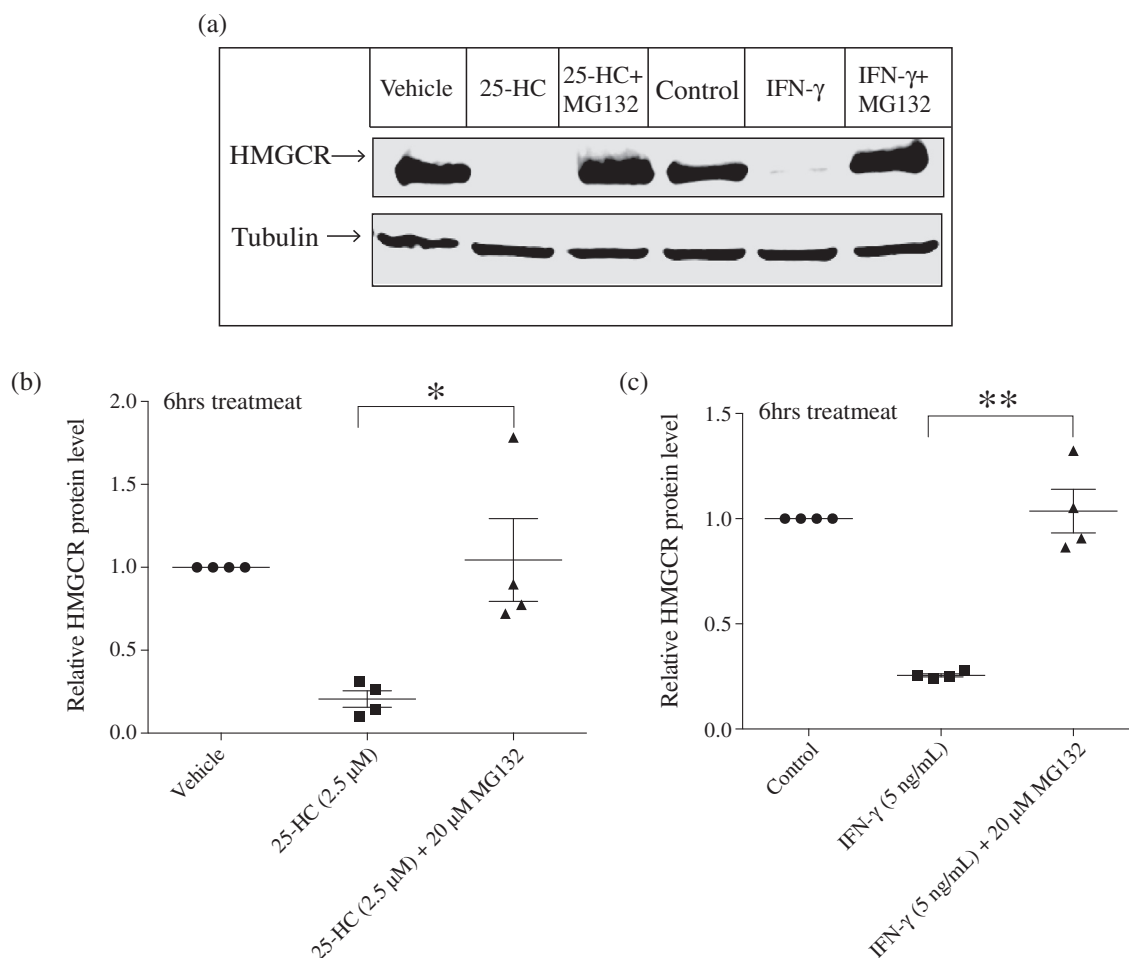 (a)
Vehicle
25-HC
25-HC+
MG132
Control
IFN-γ
IFN-γ+
MG132
HMGCR→
Tubulin →
(b)
6hrs treatmeat
*
Relative HMGCR protein level
2.0
1.5
1.0
0.5
0.0
Vehicle
25-HC (2.5 μM)
25-HC (2.5 μM) + 20 μM MG132
(c)
6hrs treatmeat
**
Relative HMGCR protein level
1.5
1.0
0.5
0.0
Control
IFN-γ (5 ng/mL)
IFN-γ (5 ng/mL) + 20 μM MG132